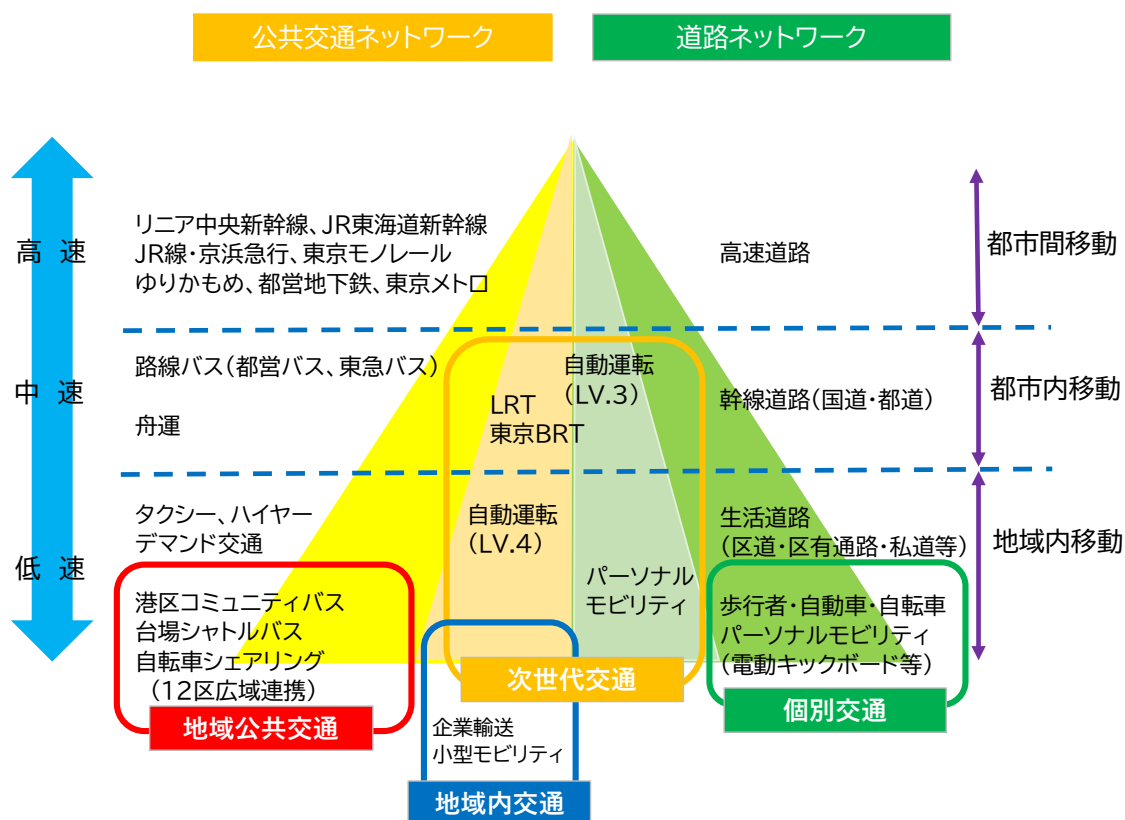 公共交通ネットワーク
道路ネットワーク
高 速
リニア中央新幹線、JR東海道新幹線
JR線・京浜急行、東京モノレール
ゆりかもめ、都営地下鉄、東京メトロ
高速道路
都市間移動
中 速
路線バス(都営バス、東急バス)
舟運
LRT
東京BRT
自動運転
(LV.3)
幹線道路(国道・都道)
都市内移動
低 速
タクシー、ハイヤー
デマンド交通
自動運転
(LV.4)
パーソナル
モビリティ
生活道路
(区道・区有通路・私道等)
地域内移動
港区コミュニティバス
台場シャトルバス
自転車シェアリング
(12区広域連携)
地域公共交通
次世代交通
歩行者・自動車・自転車
パーソナルモビリティ
(電動キックボード等)
個別交通
企業輸送
小型モビリティ
地域内交通